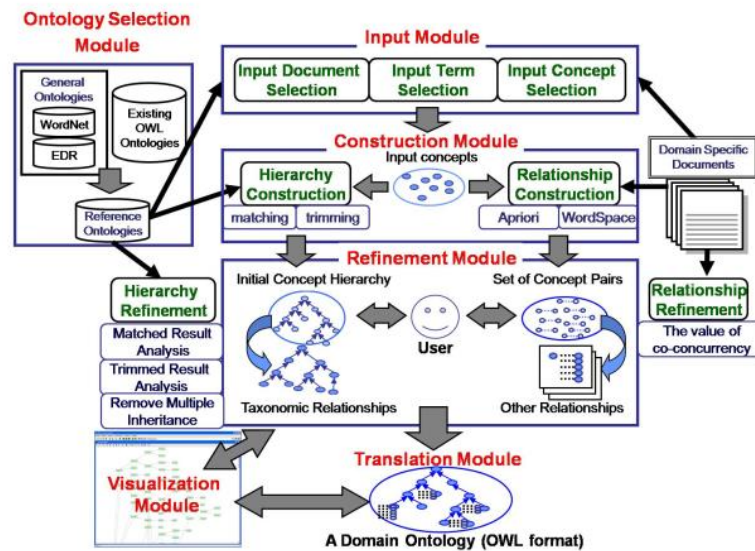 Ontology Selection
Module
General
Ontologies
WordNet
EDR
Existing
OWL
Ontologies
Reference
Ontologies
Input Module
Input Document
Selection
Input Term
Selection
Input Concept
Selection
Construction Module
Input concepts
Hierarchy
Construction
matching
trimming
Relationship
Construction
Apriori
WordSpace
Domain Specific
Documents
Refinement Module
Initial Concept Hierarchy
Set of Concept Pairs
User
Taxonomic Relationships
Other Relationships
Hierarchy
Refinement
Matched Result
Analysis
Trimmed Result
Analysis
Remove Multiple
Inheritance
Relationship
Refinement
The value of
co-concurrency
Visualization
Module
Translation Module
A Domain Ontology (OWL format)